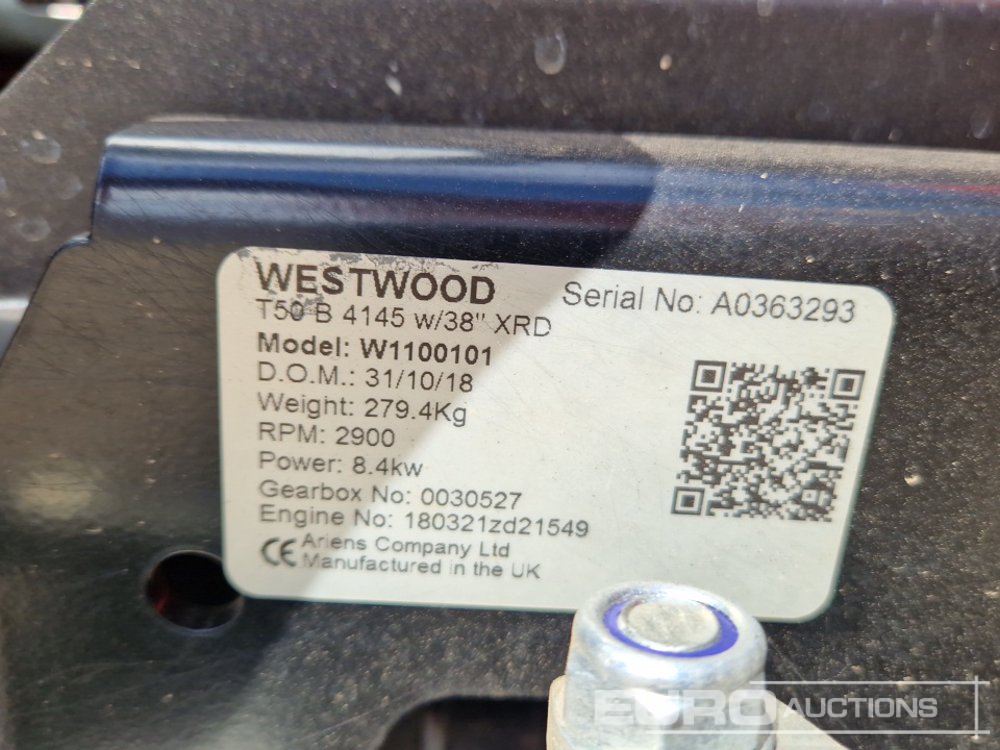 WESTWOOD
Serial No: A0363293
T50 B 4145 w/38" XRD
Model: W1100101
D.O.M.: 31/10/18
Weight: 279.4Kg
RPM: 2900
Power: 8.4kw
Gearbox No: 0030527
Engine No: 180321zd21549
CE Ariens Company Ltd
Manufactured in the UK
EURO AUCTIONS